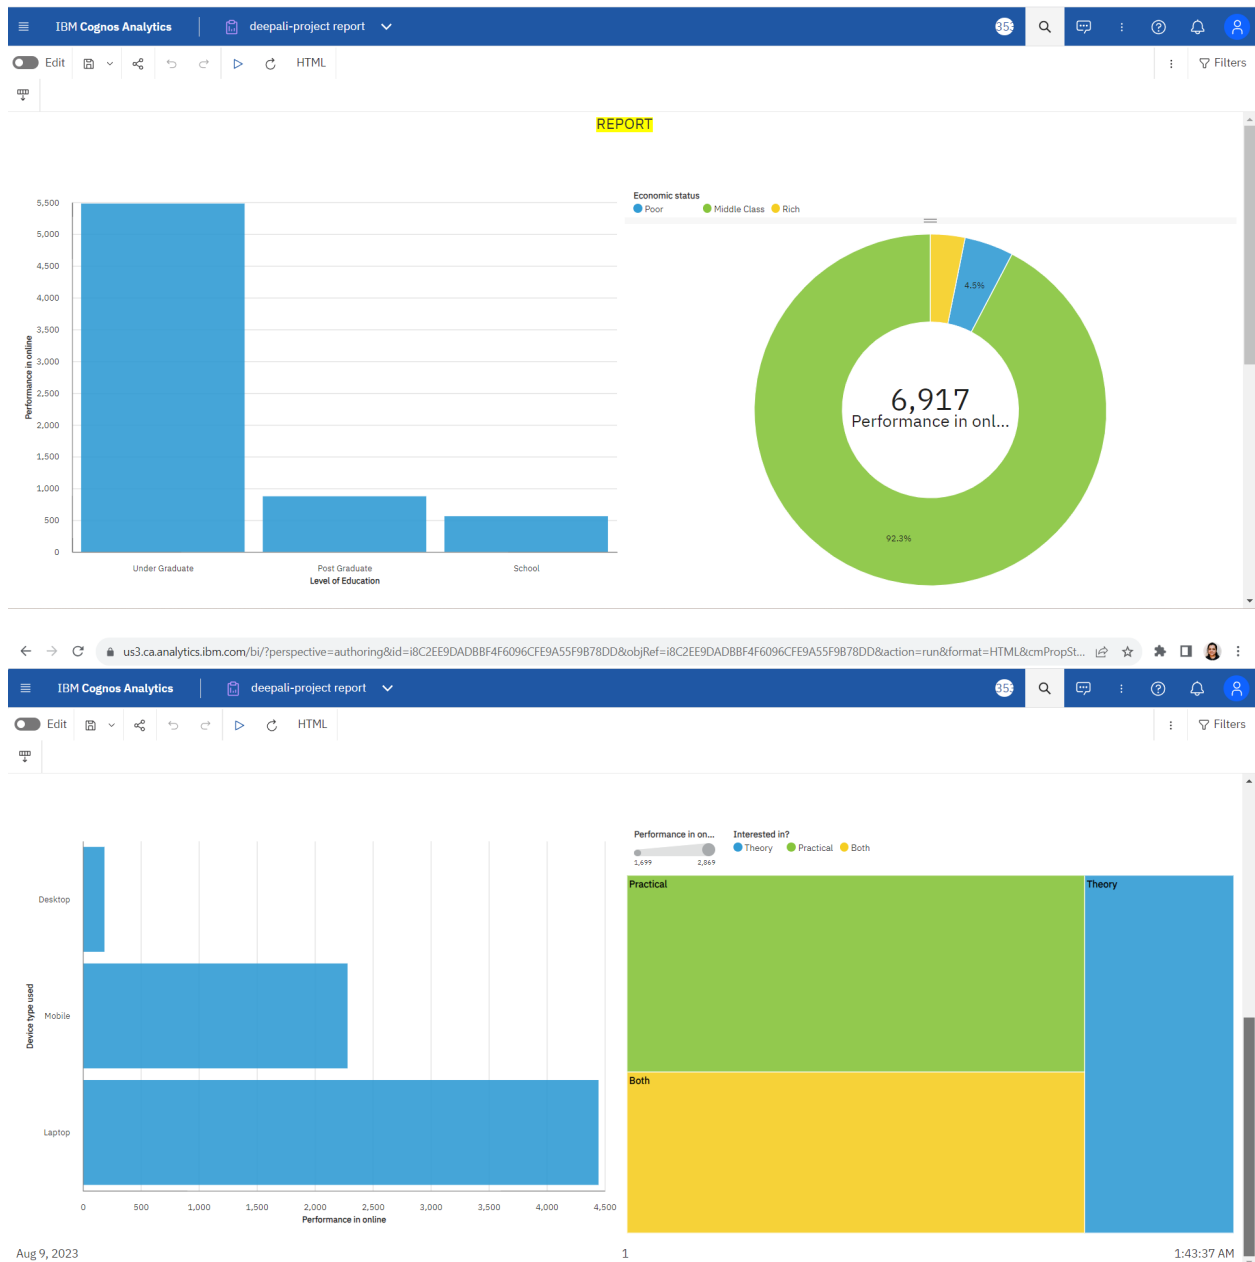 IBM Cognos Analytics
deepali-project report
353
Edit
HTML
Filters
REPORT
5,500
5,000
4,500
4,000
3,500
3,000
2,500
2,000
1,500
1,000
500
0
Performance in online
Under Graduate
Post Graduate
School
Level of Education
Economic status
Poor
Middle Class
Rich
4.5%
6,917
Performance in onl...
92.3%
us3.ca.analytics.ibm.com/bi/?perspective=authoring&id=i8C2EE9DADBBF4F6096CFE9A55F9B78DD&objRef=i8C2EE9DADBBF4F6096CFE9A55F9B78DD&action=run&format=HTML&cmPropSt...
IBM Cognos Analytics
deepali-project report
353
Edit
HTML
Filters
Device type used
Desktop
Mobile
Laptop
0
500
1,000
1,500
2,000
2,500
3,000
3,500
4,000
4,500
Performance in online
Performance in on...
1,699
2,869
Interested in?
Theory
Practical
Both
Practical
Theory
Both
Aug 9, 2023
1
1:43:37 AM